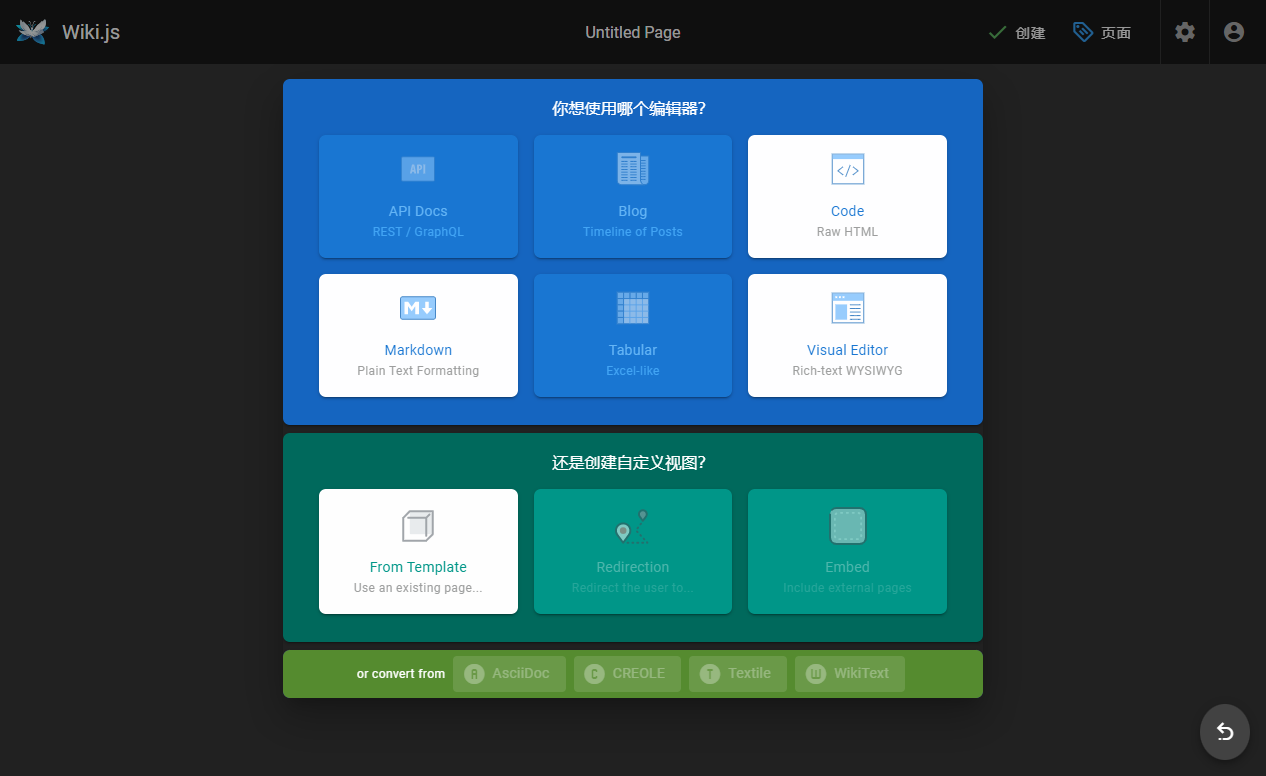 Wiki.js
Untitled Page
创建
页面
你想使用哪个编辑器?
API
API Docs
REST / GraphQL
Blog
Timeline of Posts
</>
Code
Raw HTML
M
Markdown
Plain Text Formatting
Tabular
Excel-like
Visual Editor
Rich-text WYSIWYG
还是创建自定义视图?
From Template
Use an existing page...
Redirection
Redirect the user to...
Embed
Include external pages
or convert from
A AsciiDoc
C CREOLE
T Textile
W WikiText